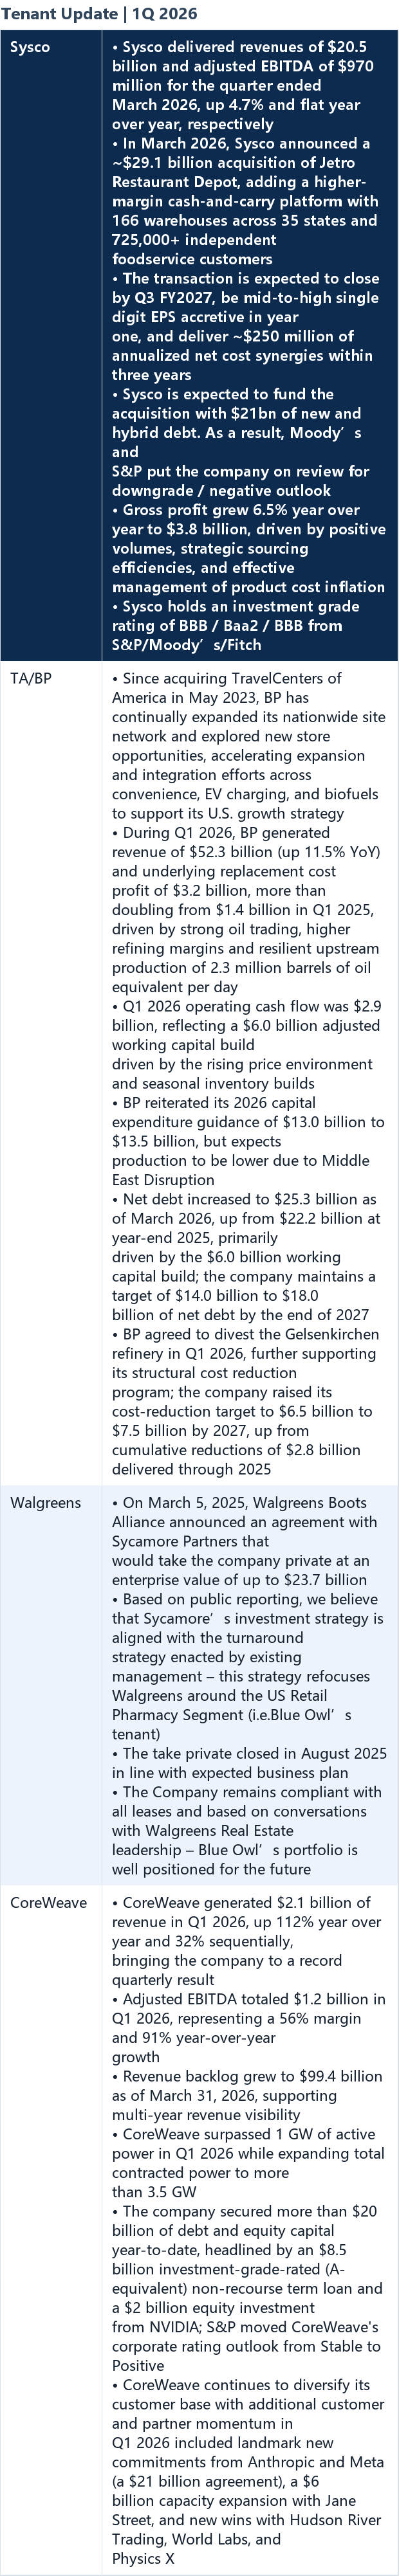 Tenant Update | 1Q 2026
Sysco
• Sysco delivered revenues of $20.5
billion and adjusted EBITDA of $970
million for the quarter ended
March 2026, up 4.7% and flat year
over year, respectively
• In March 2026, Sysco announced a
~$29.1 billion acquisition of Jetro
Restaurant Depot, adding a higher-
margin cash-and-carry platform with
166 warehouses across 35 states and
725,000+ independent
foodservice customers
• The transaction is expected to close
by Q3 FY2027, be mid-to-high single
digit EPS accretive in year
one, and deliver ~$250 million of
annualized net cost synergies within
three years
• Sysco is expected to fund the
acquisition with $21bn of new and
hybrid debt. As a result, Moody’s
and
S&P put the company on review for
downgrade / negative outlook
• Gross profit grew 6.5% year over
year to $3.8 billion, driven by positive
volumes, strategic sourcing
efficiencies, and effective
management of product cost inflation
• Sysco holds an investment grade
rating of BBB / Baa2 / BBB from
S&P/Moody’s/Fitch
TA/BP
• Since acquiring TravelCenters of
America in May 2023, BP has
continually expanded its nationwide site
network and explored new store
opportunities, accelerating expansion
and integration efforts across
convenience, EV charging, and biofuels
to support its U.S. growth strategy
• During Q1 2026, BP generated
revenue of $52.3 billion (up 11.5% YoY)
and underlying replacement cost
profit of $3.2 billion, more than
doubling from $1.4 billion in Q1 2025,
driven by strong oil trading, higher
refining margins and resilient upstream
production of 2.3 million barrels of oil
equivalent per day
• Q1 2026 operating cash flow was $2.9
billion, reflecting a $6.0 billion adjusted
working capital build
driven by the rising price environment
and seasonal inventory builds
• BP reiterated its 2026 capital
expenditure guidance of $13.0 billion to
$13.5 billion, but expects
production to be lower due to Middle
East Disruption
• Net debt increased to $25.3 billion as
of March 2026, up from $22.2 billion at
year-end 2025, primarily
driven by the $6.0 billion working
capital build; the company maintains a
target of $14.0 billion to $18.0
billion of net debt by the end of 2027
• BP agreed to divest the Gelsenkirchen
refinery in Q1 2026, further supporting
its structural cost reduction
program; the company raised its
cost-reduction target to $6.5 billion to
$7.5 billion by 2027, up from
cumulative reductions of $2.8 billion
delivered through 2025
Walgreens
• On March 5, 2025, Walgreens Boots
Alliance announced an agreement with
Sycamore Partners that
would take the company private at an
enterprise value of up to $23.7 billion
• Based on public reporting, we believe
that Sycamore’s investment strategy is
aligned with the turnaround
strategy enacted by existing
management – this strategy refocuses
Walgreens around the US Retail
Pharmacy Segment (i.e.Blue Owl’s
tenant)
• The take private closed in August 2025
in line with expected business plan
• The Company remains compliant with
all leases and based on conversations
with Walgreens Real Estate
leadership – Blue Owl’s portfolio is
well positioned for the future
CoreWeave
• CoreWeave generated $2.1 billion of
revenue in Q1 2026, up 112% year over
year and 32% sequentially,
bringing the company to a record
quarterly result
• Adjusted EBITDA totaled $1.2 billion in
Q1 2026, representing a 56% margin
and 91% year-over-year
growth
• Revenue backlog grew to $99.4 billion
as of March 31, 2026, supporting
multi-year revenue visibility
• CoreWeave surpassed 1 GW of active
power in Q1 2026 while expanding total
contracted power to more
than 3.5 GW
• The company secured more than $20
billion of debt and equity capital
year-to-date, headlined by an $8.5
billion investment-grade-rated (A-
equivalent) non-recourse term loan and
a $2 billion equity investment
from NVIDIA; S&P moved CoreWeave's
corporate rating outlook from Stable to
Positive
• CoreWeave continues to diversify its
customer base with additional customer
and partner momentum in
Q1 2026 included landmark new
commitments from Anthropic and Meta
(a $21 billion agreement), a $6
billion capacity expansion with Jane
Street, and new wins with Hudson River
Trading, World Labs, and
Physics X